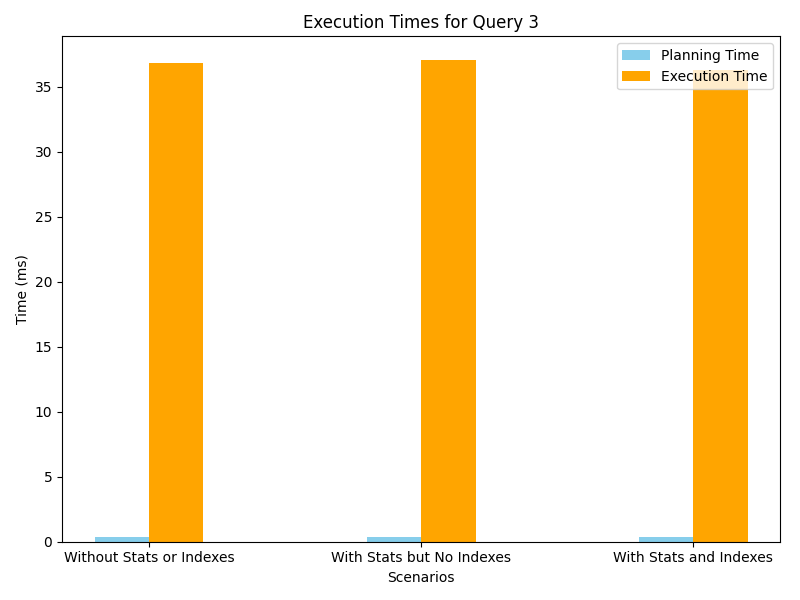 Execution Times for Query 3
Planning Time
Execution Time
Time (ms)
35
30
25
20
15
10
5
0
Without Stats or Indexes
With Stats but No Indexes
With Stats and Indexes
Scenarios